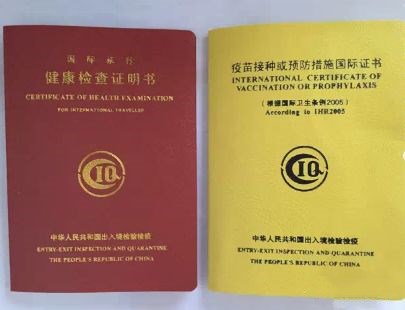 国际旅行
健康检查证明书
CERTIFICATE OF HEALTH EXAMINATION
FOR INTERNATIONAL TRAVELLER
CIQ
中华人民共和国出入境检验检疫
ENTRY-EXIT INSPECTION AND QUARANTINE
THE PEOPLE'S REPUBLIC OF CHINA
疫苗接种或预防措施国际证书
INTERNATIONAL CERTIFICATE OF
VACCINATION OR PROPHYLAXIS
（根据国际卫生条例2005）
According to IHR2005
CIQ
中华人民共和国出入境检验检疫
ENTRY-EXIT INSPECTION AND QUARANTINE
THE PEOPLE'S REPUBLIC OF CHINA